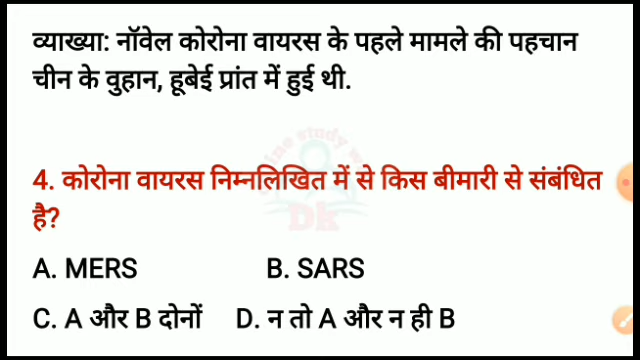 व्याख्या: नॉवेल कोरोना वायरस के पहले मामले की पहचान
चीन के वुहान, हूबेई प्रांत में हुई थी.
4. कोरोना वायरस निम्नलिखित में से किस बीमारी से संबंधित
है?
A. MERS B. SARS
C. A और B दोनों D. न तो A और न ही B